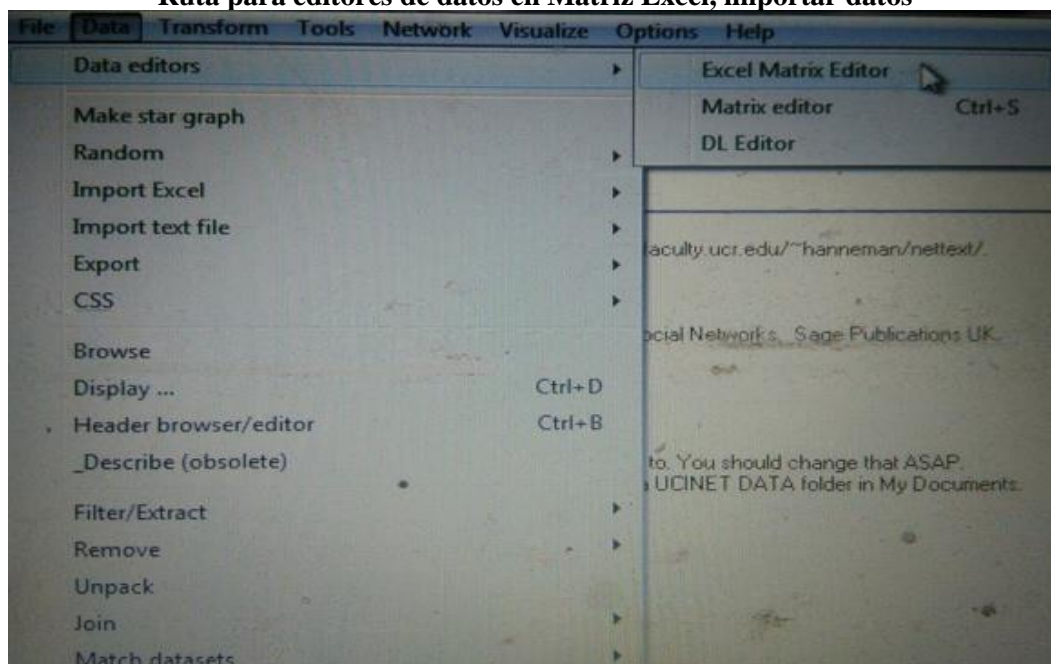 Ruta para editores de datos en Matriz Excel, importar datos
File Data Transform Tools Network Visualize Options Help
Data editors
Excel Matrix Editor
Matrix editor Ctrl+S
DL Editor
Make star graph
Random
Import Excel
Import text file
Export
CSS
Browse
Display ... Ctrl+D
Header browser/editor Ctrl+B
_Describe (obsolete)
Filter/Extract
Remove
Unpack
Join
Match datasets
faculty.ucr.edu/~hanneman/nettext/.
Networks, Sage Publications UK.
to. You should change that ASAP.
UCINET DATA folder in My Documents.